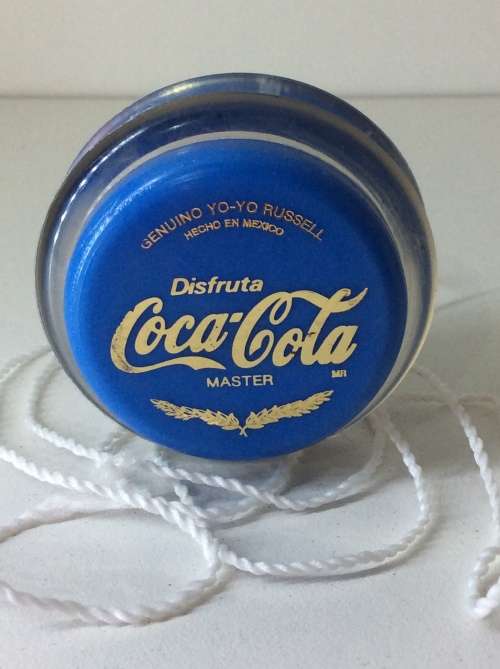 GENUINO YO-YO RUSSELL
HECHO EN MEXICO
Disfruta
Coca-Cola
MASTER MR